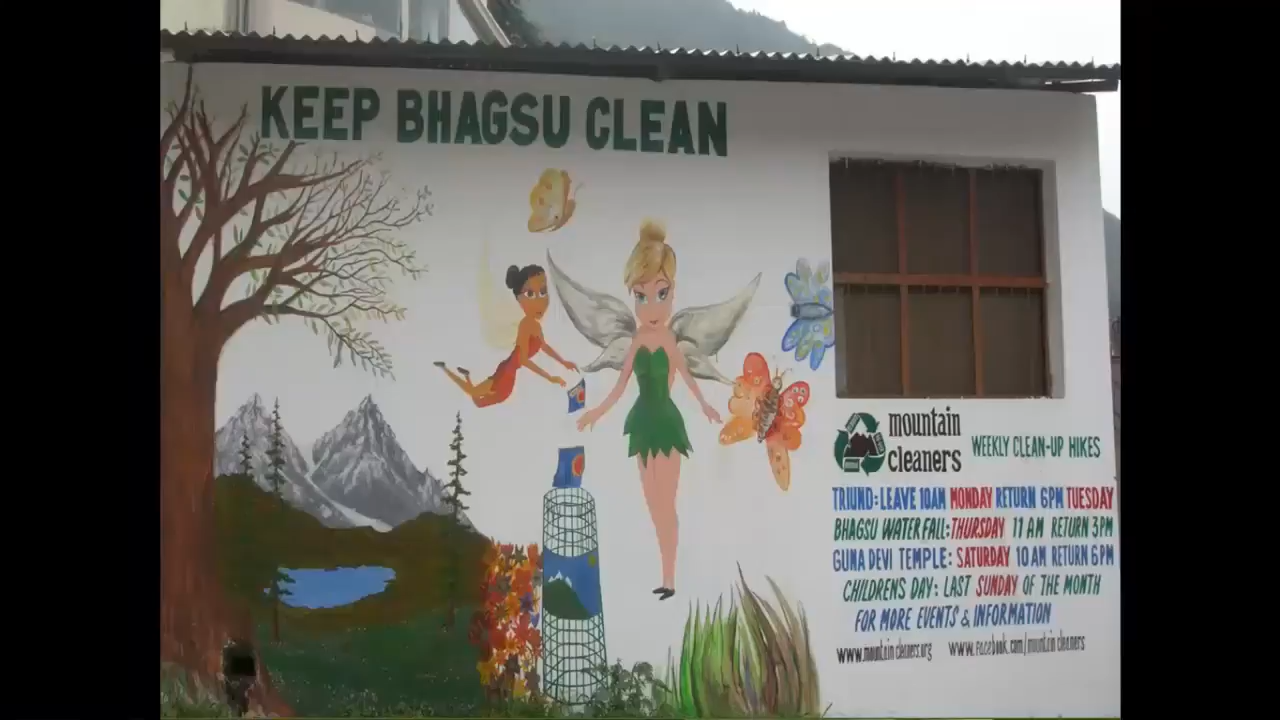 KEEP BHAGSU CLEAN
mountain
cleaners
WEEKLY CLEAN-UP HIKES
TRIUND: LEAVE 10AM MONDAY RETURN 6PM TUESDAY
BHAGSU WATER FALL: THURSDAY 11 AM RETURN 3PM
GUNA DEVI TEMPLE: SATURDAY 10 AM RETURN 6PM
CHILDRENS DAY: LAST SUNDAY OF THE MONTH
FOR MORE EVENTS & INFORMATION
www.mountaincleaners.org www.facebook.com/mountaincleaners